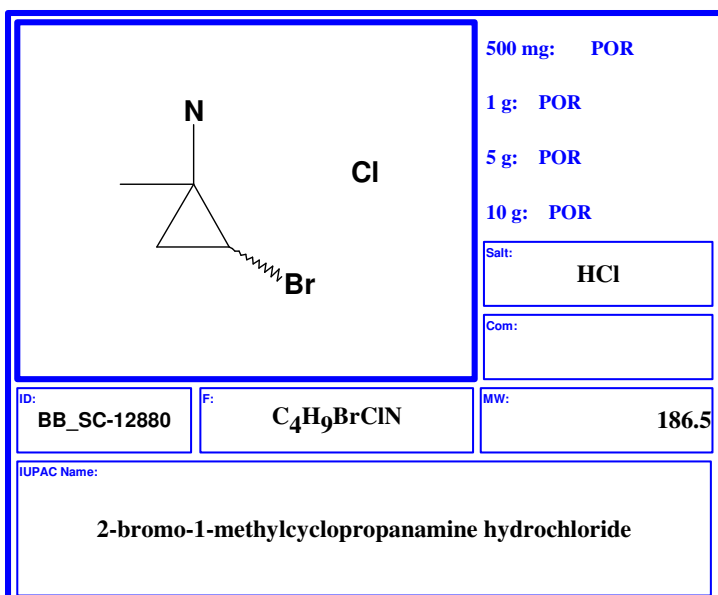 N
Cl
Br
500 mg: POR
1 g: POR
5 g: POR
10 g: POR
Salt:
HCl
Com:
ID:
BB_SC-12880
F:
C4H9BrClN
MW:
186.5
IUPAC Name:
2-bromo-1-methylcyclopropanamine hydrochloride